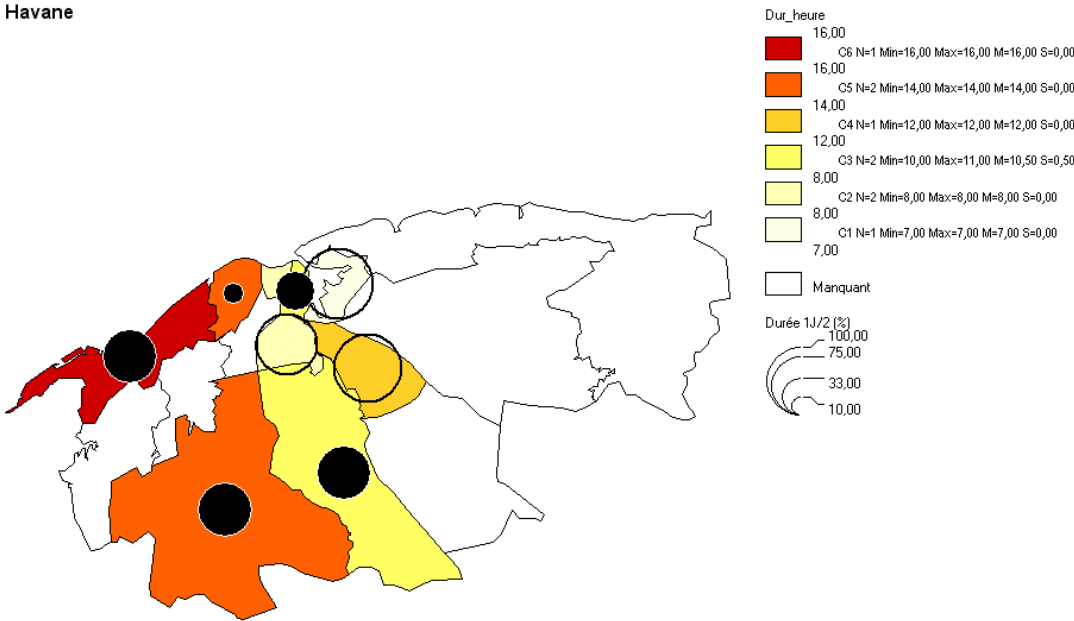 Havane
Dur_heure
16,00
C6 N=1 Min=16,00 Max=16,00 M=16,00 S=0,00
16,00
C5 N=2 Min=14,00 Max=14,00 M=14,00 S=0,00
14,00
C4 N=1 Min=12,00 Max=12,00 M=12,00 S=0,00
12,00
C3 N=2 Min=10,00 Max=11,00 M=10,50 S=0,50
8,00
C2 N=2 Min=8,00 Max=8,00 M=8,00 S=0,00
8,00
C1 N=1 Min=7,00 Max=7,00 M=7,00 S=0,00
7,00
Manquant
Durée 1J/2 (%)
100,00
75,00
33,00
10,00